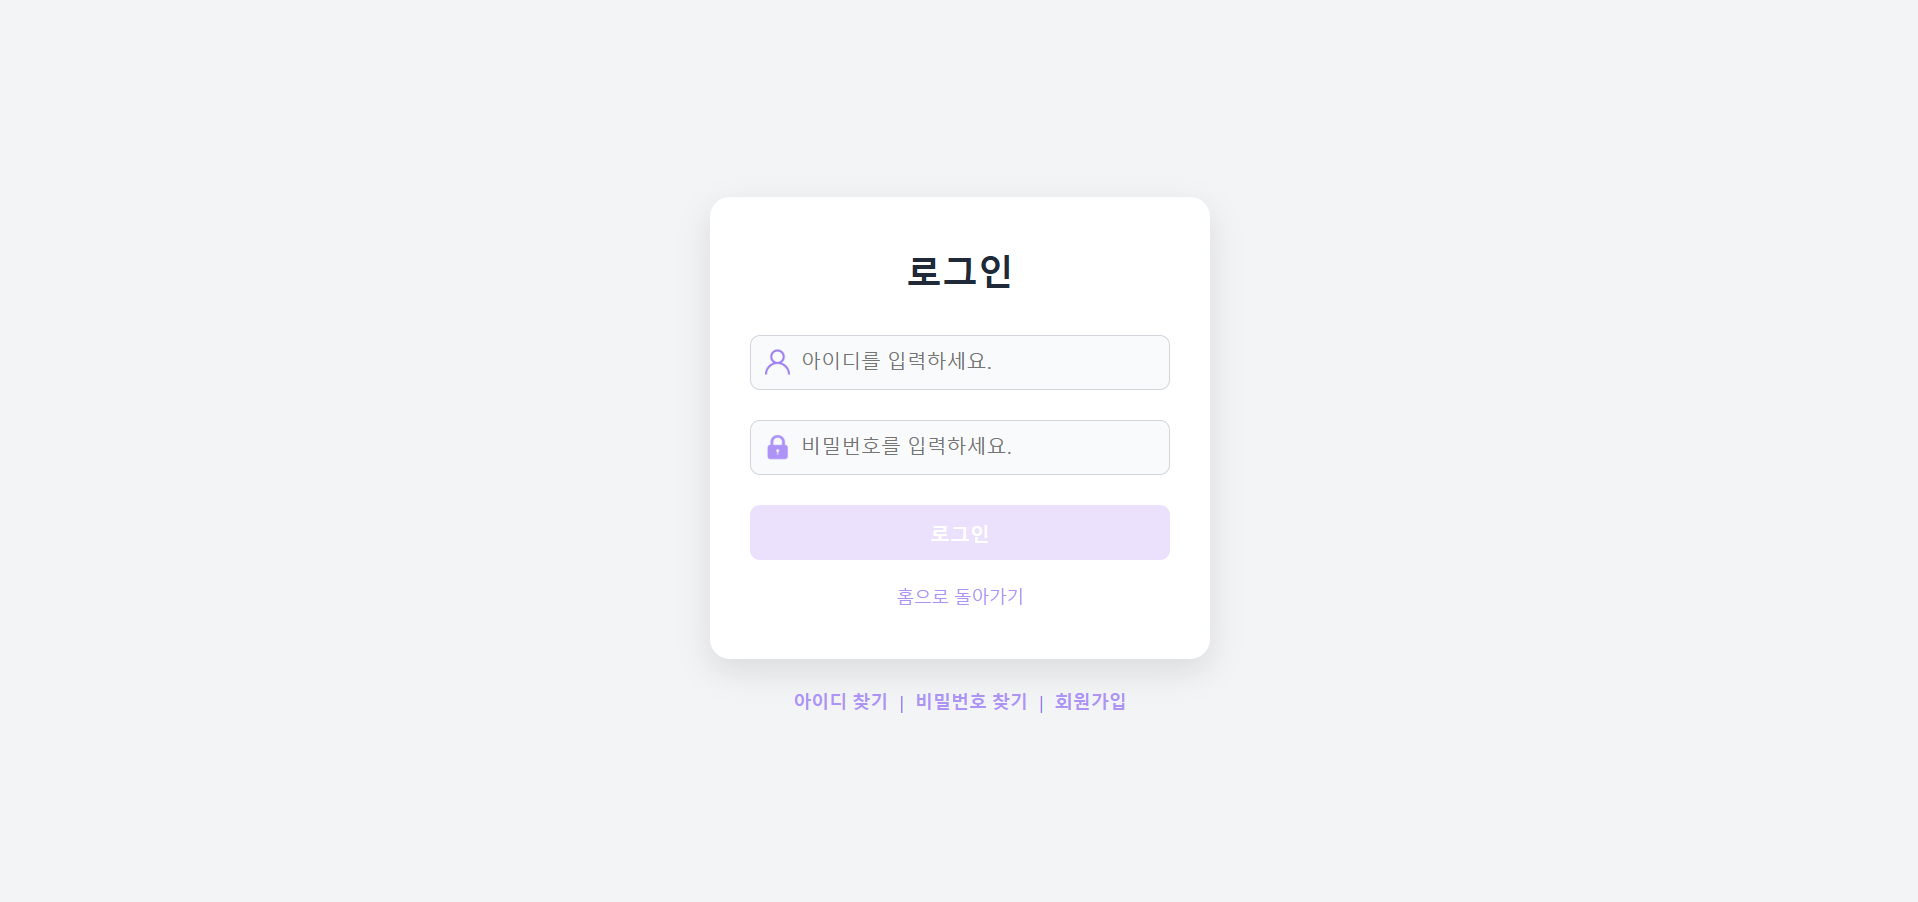 로그인
아이디를 입력하세요.
비밀번호를 입력하세요.
로그인
홈으로 돌아가기
아이디 찾기 | 비밀번호 찾기 | 회원가입